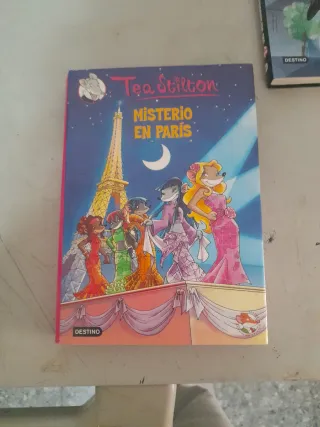 Tea Stilton
MISTERIO
EN PARÍS
DESTINO
DESTINO